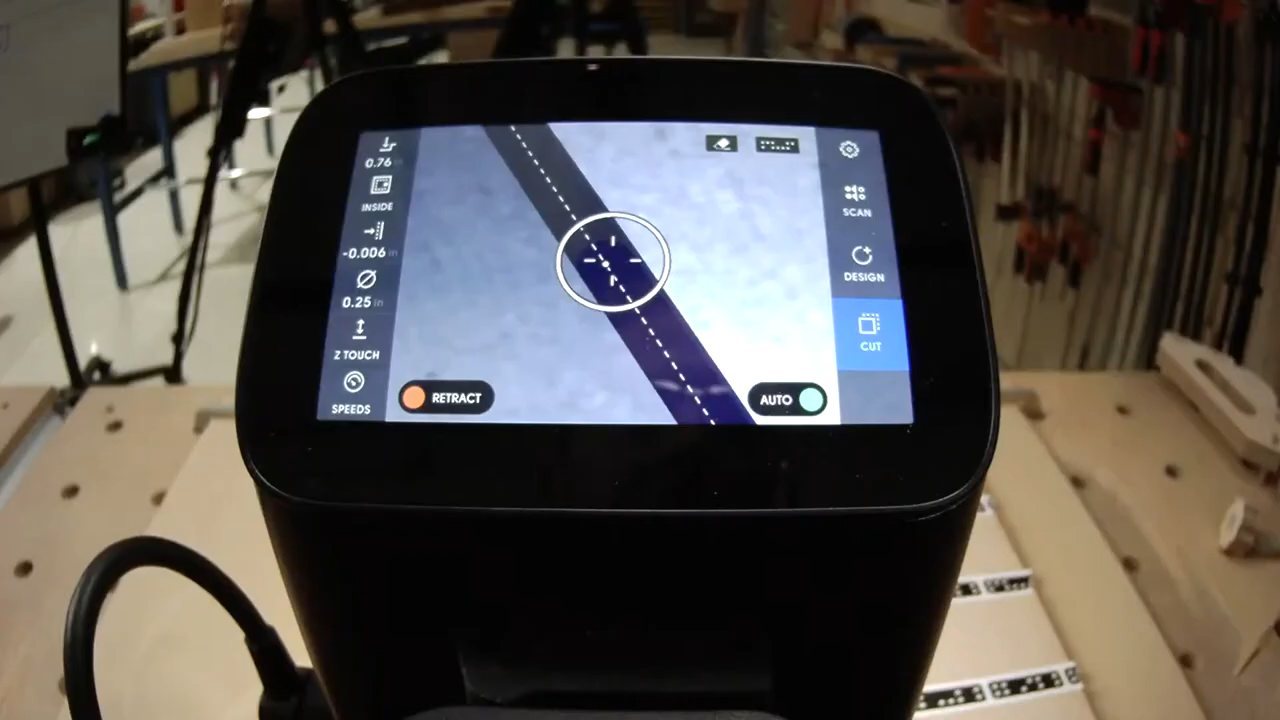 0.76 in
INSIDE
-0.006 in
0.25 in
Z TOUCH
SPEEDS
RETRACT
AUTO
SCAN
DESIGN
CUT